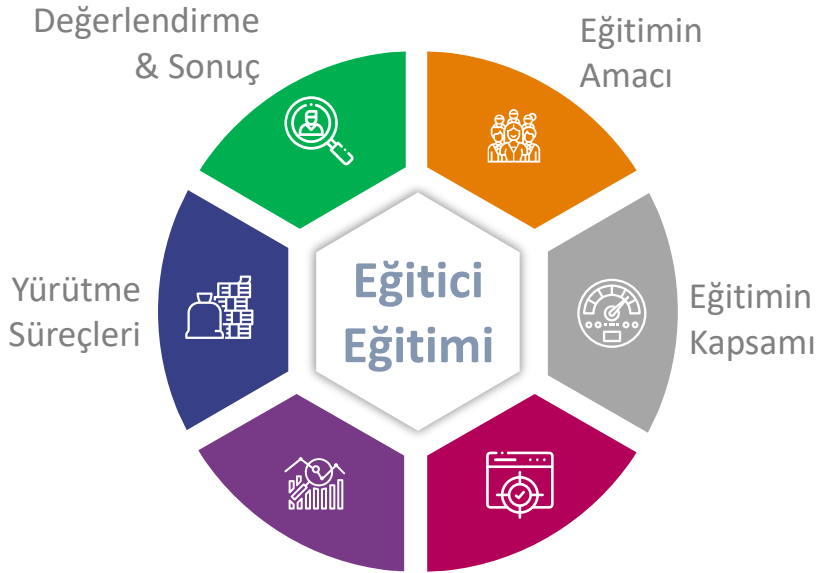 Değerlendirme
& Sonuç
Eğitimin
Amacı
Yürütme
Süreçleri
Eğitici
Eğitimi
Eğitimin
Kapsamı